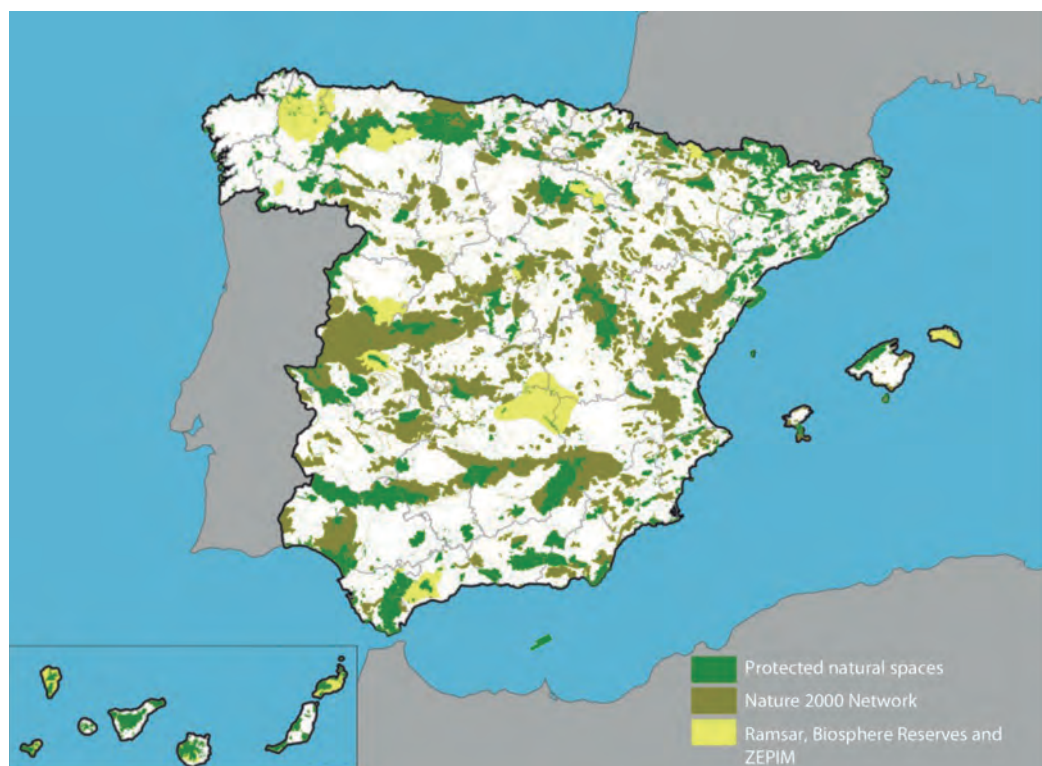 Protected natural spaces
Nature 2000 Network
Ramsar, Biosphere Reserves and
ZEPIM